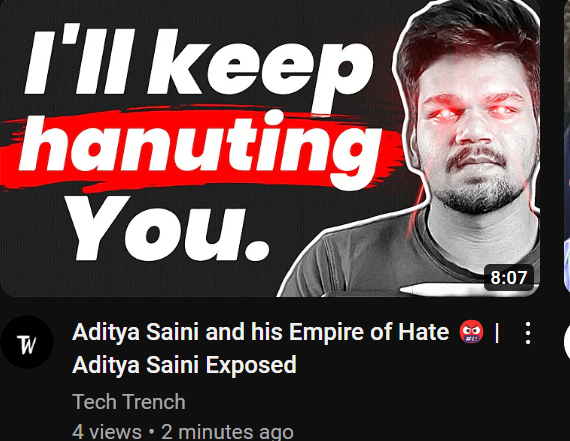 I'll keep
hanuting
You.
8:07
TW
Aditya Saini and his Empire of Hate 🤬 |
Aditya Saini Exposed
Tech Trench
4 views • 2 minutes ago